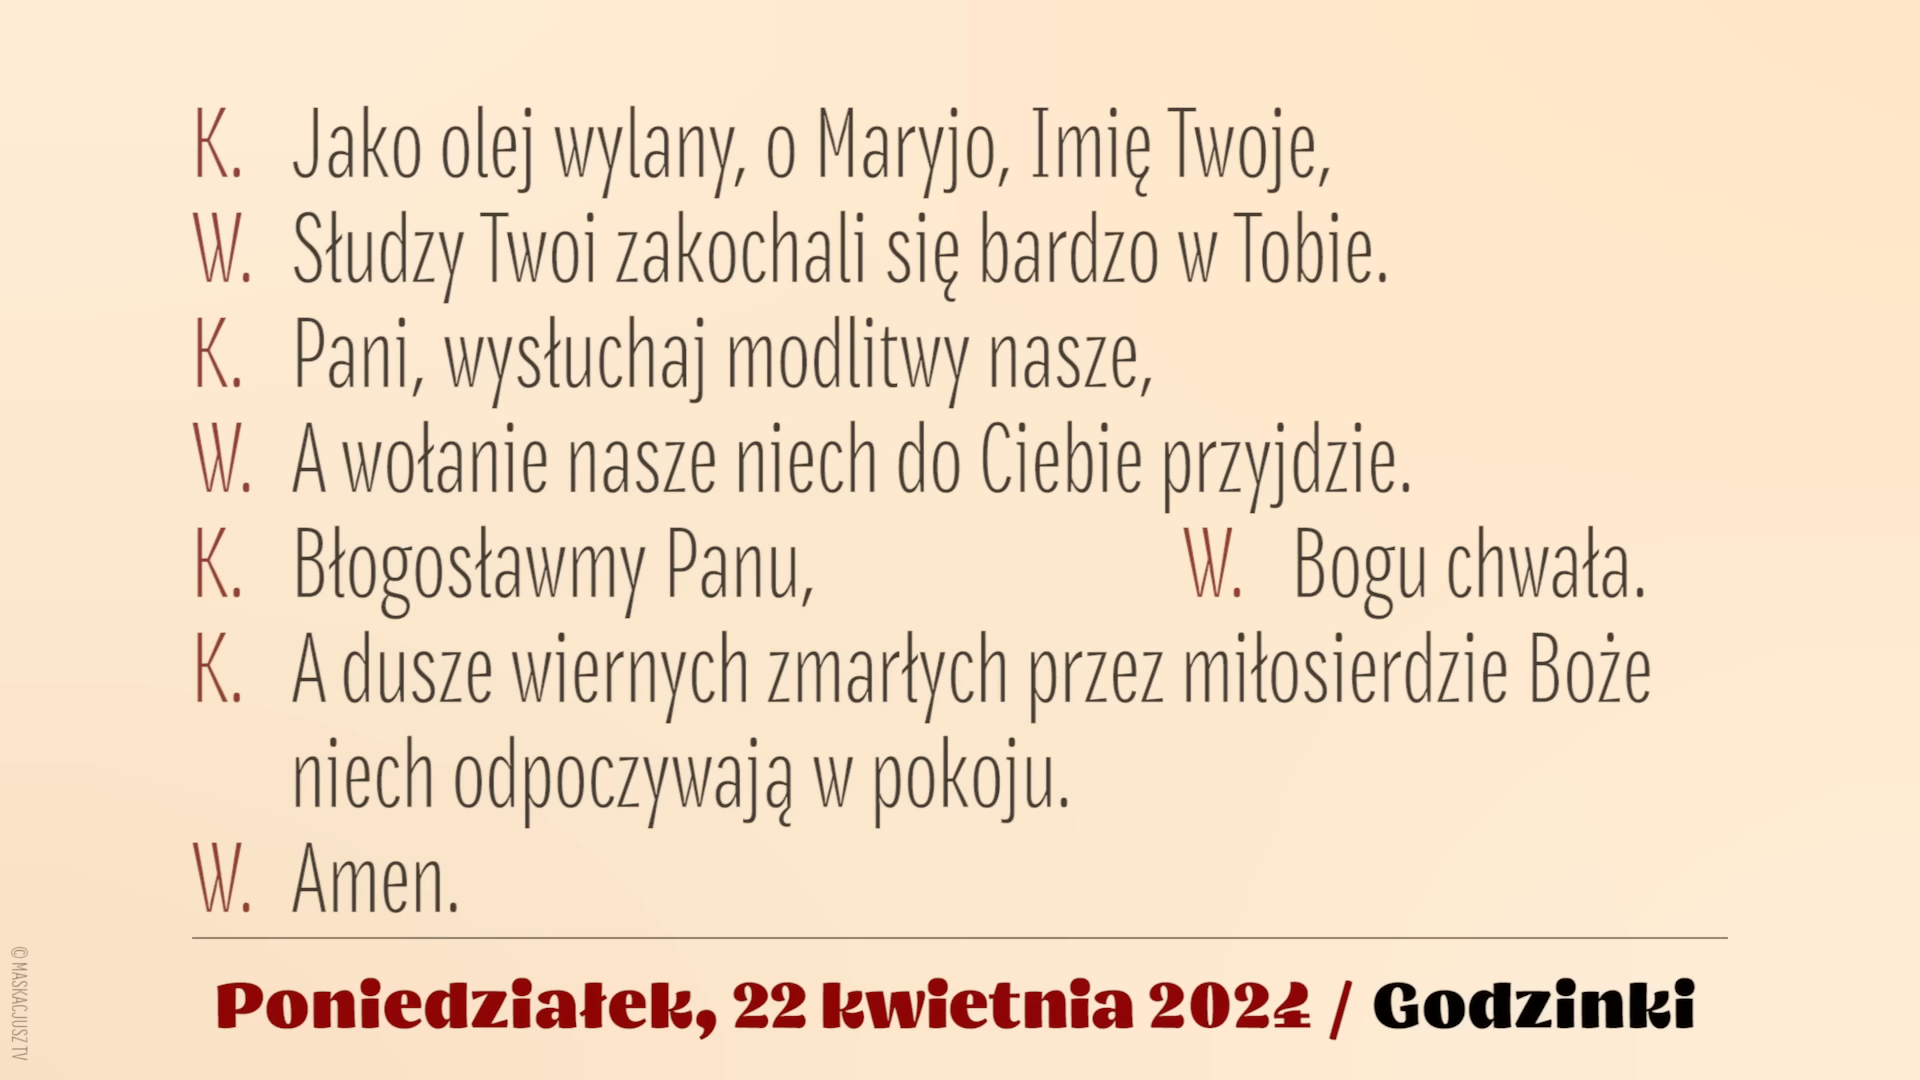 K. Jako olej wylany, o Maryjo, Imię Twoje,
W. Słudzy Twoi zakochali się bardzo w Tobie.
K. Pani, wysłuchaj modlitwy nasze,
W. A wołanie nasze niech do Ciebie przyjdzie.
K. Błogosławmy Panu, W. Bogu chwała.
K. A dusze wiernych zmarłych przez miłosierdzie Boże
niech odpoczywają w pokoju.
W. Amen.
Poniedziałek, 22 kwietnia 2024 / Godzinki
© MASKACJUSZ TV